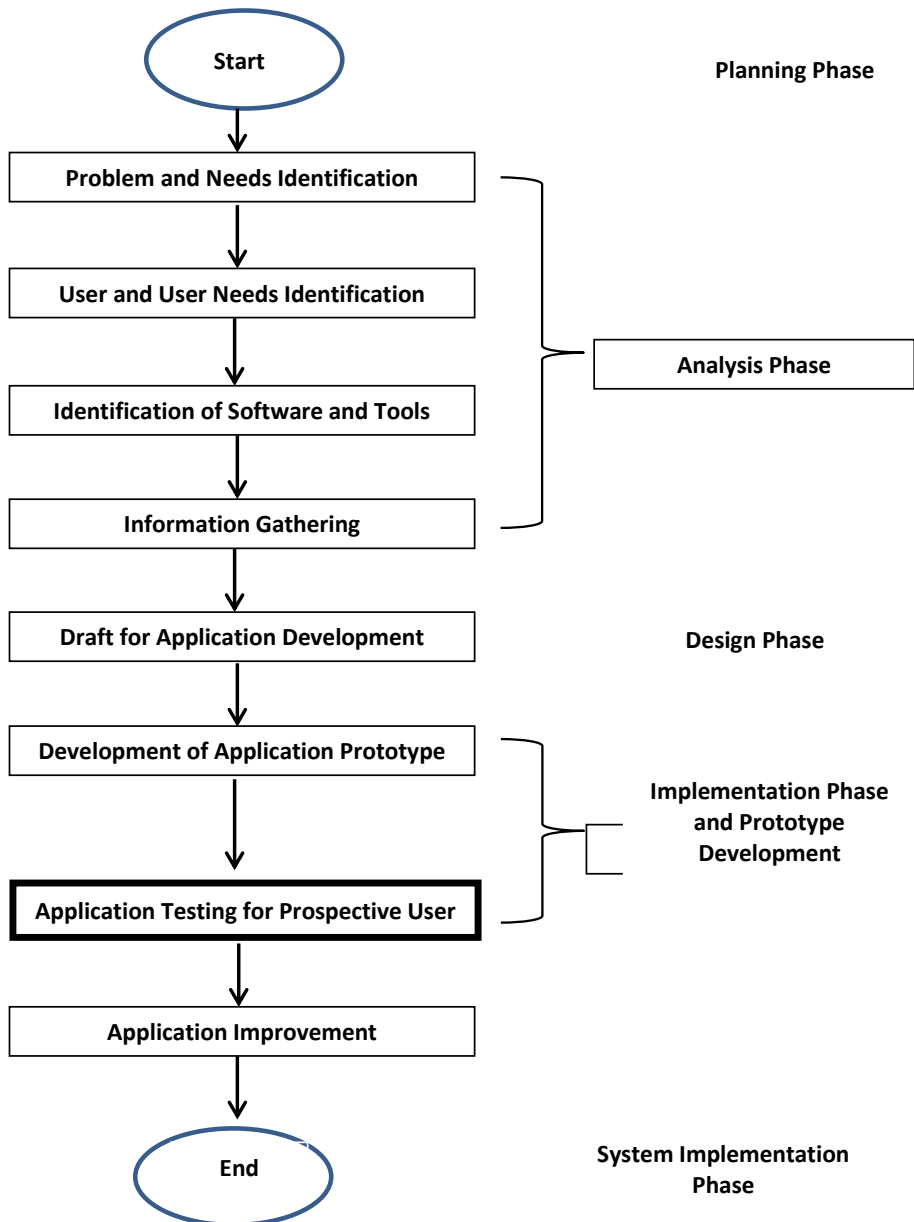 Start
Planning Phase
Problem and Needs Identification
User and User Needs Identification
Analysis Phase
Identification of Software and Tools
Information Gathering
Draft for Application Development
Design Phase
Development of Application Prototype
Implementation Phase
and Prototype
Development
Application Testing for Prospective User
Application Improvement
End
System Implementation
Phase